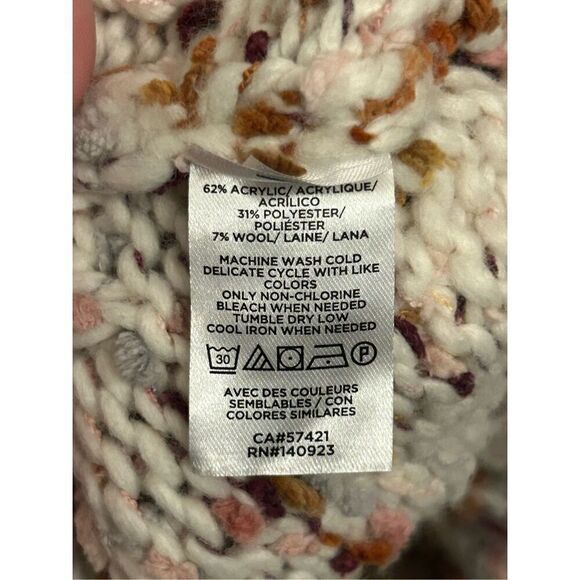 62% ACRYLIC/ ACRYLIQUE/
ACRÍLICO
31% POLYESTER/
POLIÉSTER
7% WOOL/ LAINE/ LANA
MACHINE WASH COLD
DELICATE CYCLE WITH LIKE
COLORS
ONLY NON-CHLORINE
BLEACH WHEN NEEDED
TUMBLE DRY LOW
COOL IRON WHEN NEEDED
30 P
AVEC DES COULEURS
SEMBLABLES / CON
COLORES SIMILARES
CA#57421
RN#140923